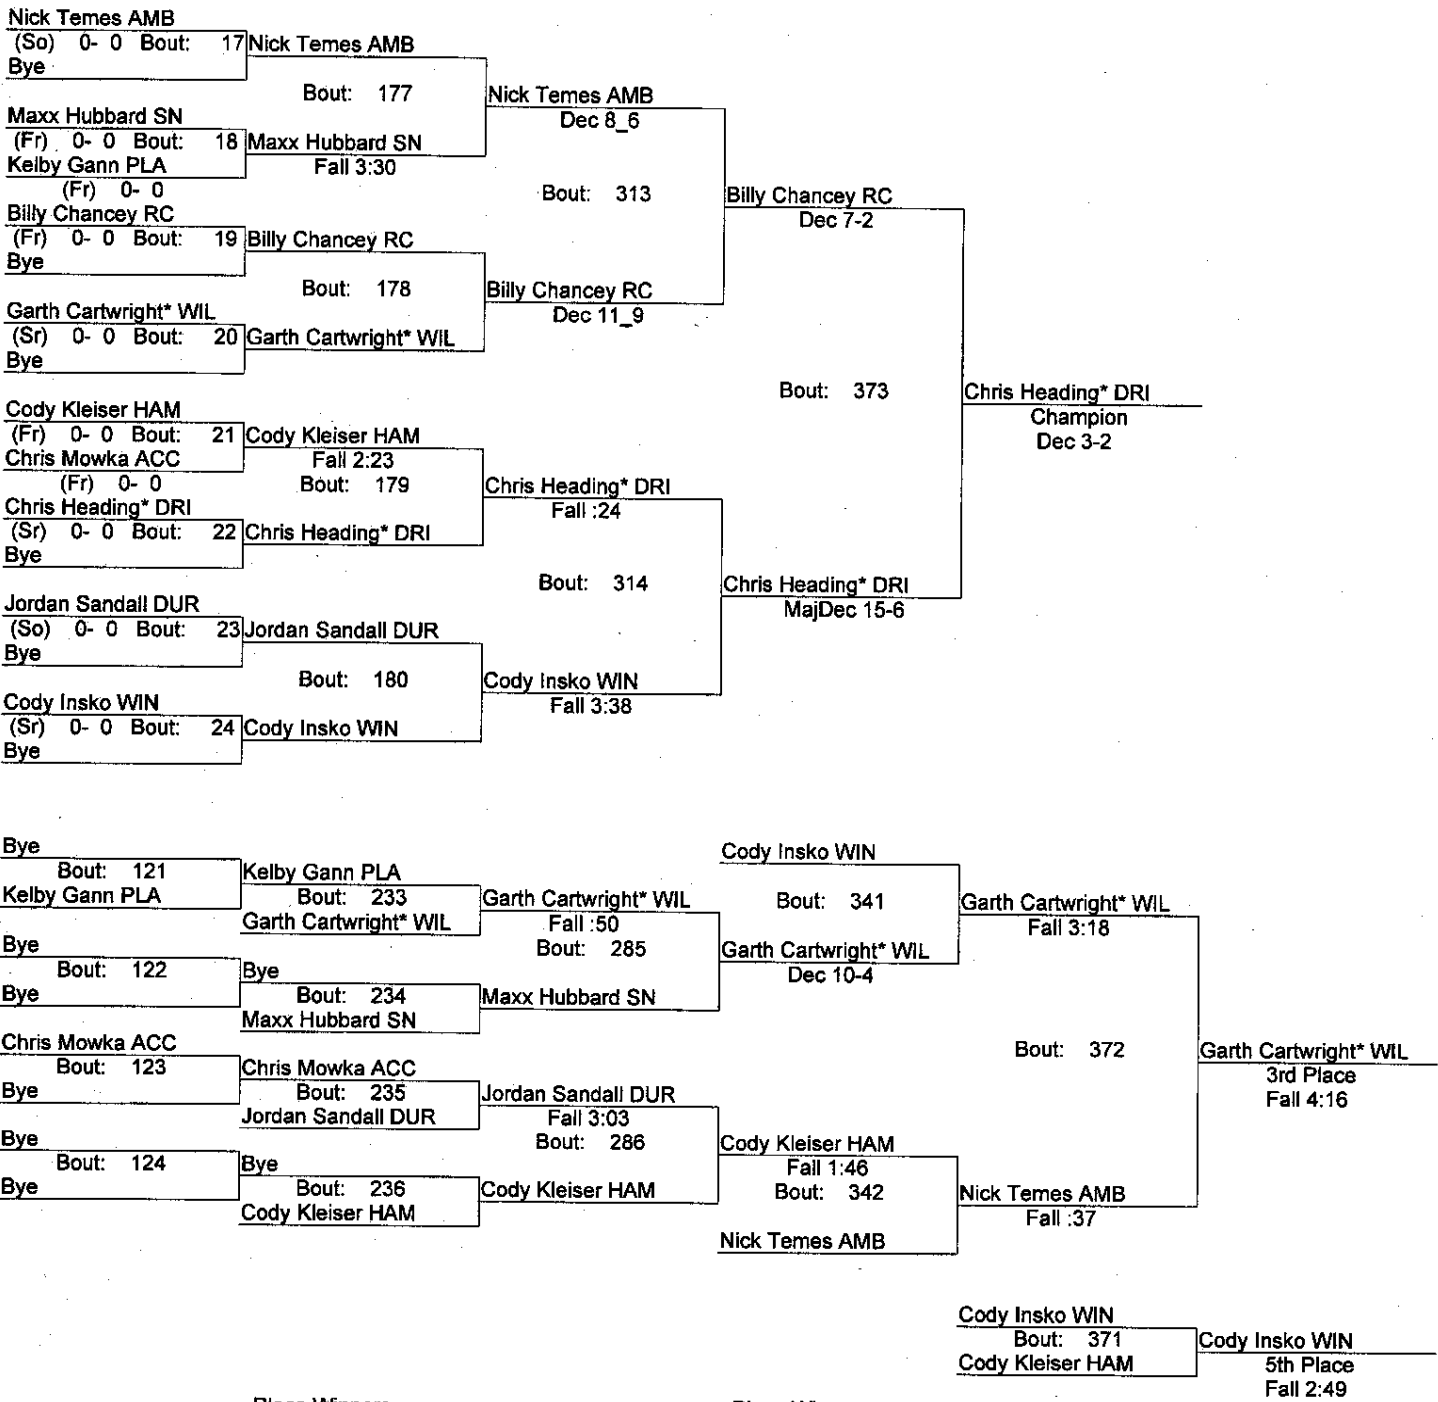 Nick Temes AMB
(So) 0- 0 Bout: 17 Nick Temes AMB
Bye
Bout: 177 Nick Temes AMB
Dec 8_6
Maxx Hubbard SN
(Fr) 0- 0 Bout: 18 Maxx Hubbard SN
Kelby Gann PLA Fall 3:30
(Fr) 0- 0
Bout: 313 Billy Chancey RC
Dec 7-2
Billy Chancey RC
(Fr) 0- 0 Bout: 19 Billy Chancey RC
Bye
Bout: 178 Billy Chancey RC
Dec 11_9
Garth Cartwright* WIL
(Sr) 0- 0 Bout: 20 Garth Cartwright* WIL
Bye
Bout: 373 Chris Heading* DRI
Champion
Dec 3-2
Cody Kleiser HAM
(Fr) 0- 0 Bout: 21 Cody Kleiser HAM
Chris Mowka ACC Fall 2:23
(Fr) 0- 0 Bout: 179 Chris Heading* DRI
Fall :24
Chris Heading* DRI
(Sr) 0- 0 Bout: 22 Chris Heading* DRI
Bye
Bout: 314 Chris Heading* DRI
MajDec 15-6
Jordan Sandall DUR
(So) 0- 0 Bout: 23 Jordan Sandall DUR
Bye
Bout: 180 Cody Insko WIN
Fall 3:38
Cody Insko WIN
(Sr) 0- 0 Bout: 24 Cody Insko WIN
Bye
Bye Cody Insko WIN
Bout: 121 Kelby Gann PLA
Kelby Gann PLA Bout: 233 Garth Cartwright* WIL Bout: 341 Garth Cartwright* WIL
Garth Cartwright* WIL Fall :50 Fall 3:18
Bye Bout: 285 Garth Cartwright* WIL
Bout: 122 Bye Dec 10-4
Bye Bout: 234 Maxx Hubbard SN
Maxx Hubbard SN
Chris Mowka ACC Bout: 372 Garth Cartwright* WIL
Bout: 123 Chris Mowka ACC 3rd Place
Bye Bout: 235 Jordan Sandall DUR Fall 4:16
Jordan Sandall DUR Fall 3:03
Bye Bout: 286 Cody Kleiser HAM
Bout: 124 Bye Fall 1:46
Bye Bout: 236 Cody Kleiser HAM Bout: 342 Nick Temes AMB
Cody Kleiser HAM Fall :37
Nick Temes AMB
Cody Insko WIN
Bout: 371 Cody Insko WIN
Cody Kleiser HAM 5th Place
Fall 2:49